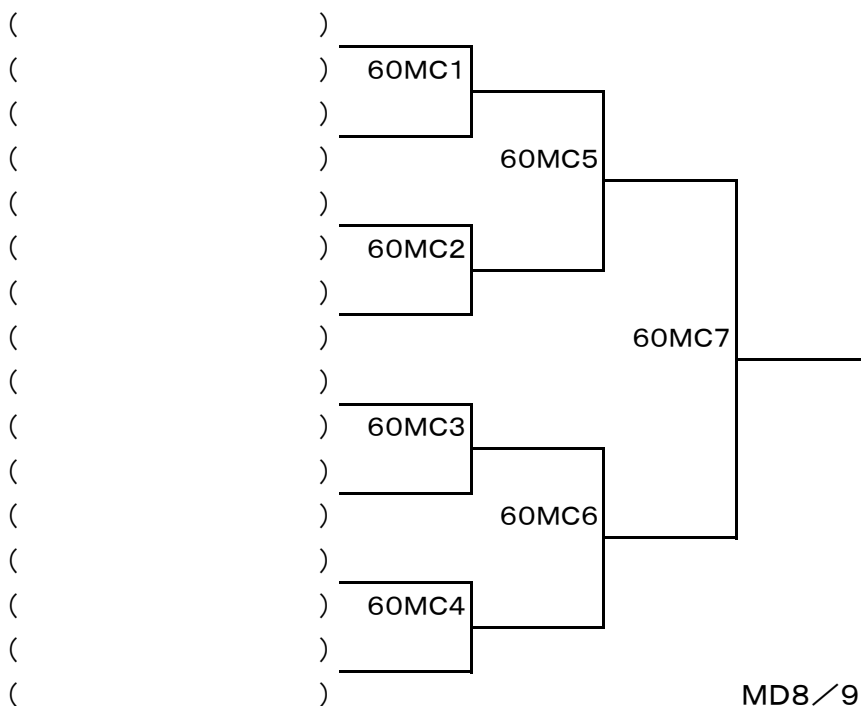 ( )
( ) 60MC1
( )
( ) 60MC5
( )
( ) 60MC2
( )
( ) 60MC7
( )
( ) 60MC3
( )
( ) 60MC6
( )
( ) 60MC4
( )
( ) MD8／9